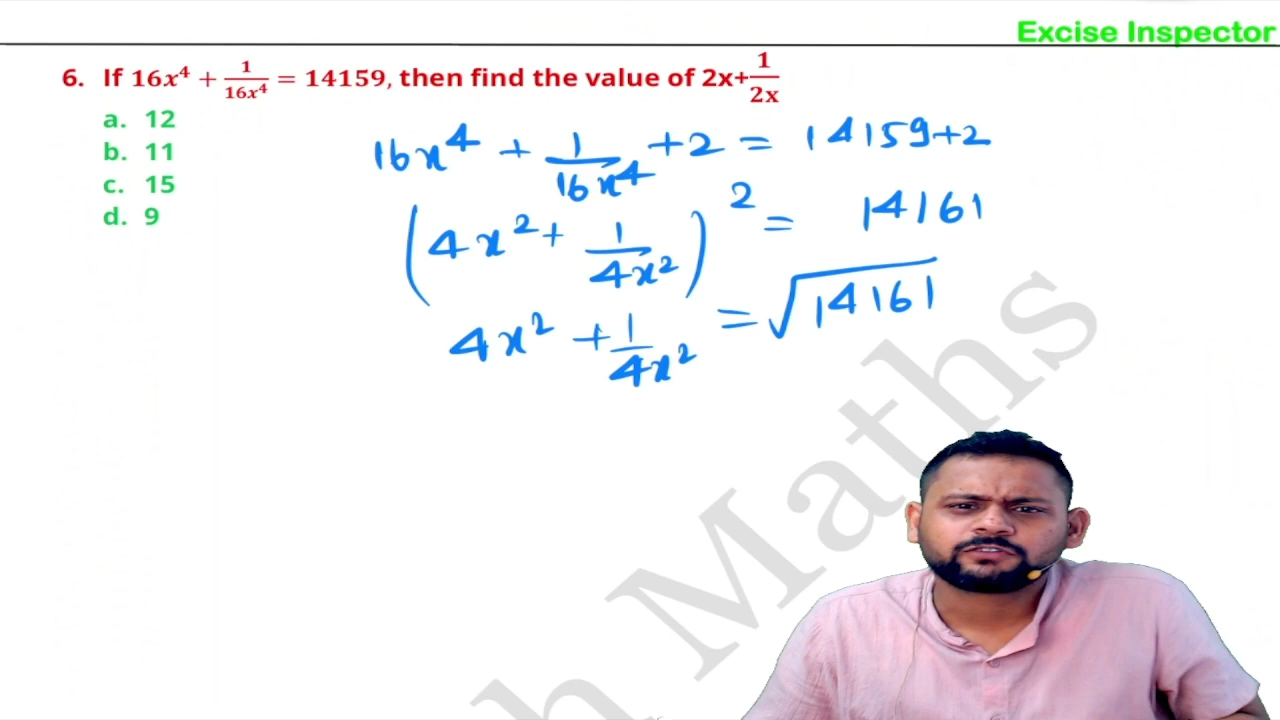 Excise Inspector
6. If 16x⁴ + 1/16x⁴ = 14159, then find the value of 2x+1/2x
a. 12
b. 11
c. 15
d. 9
16x⁴ + 1/16x⁴ + 2 = 14159+2
(4x² + 1/4x²)² = 14161
4x² + 1/4x² = √14161
h Maths